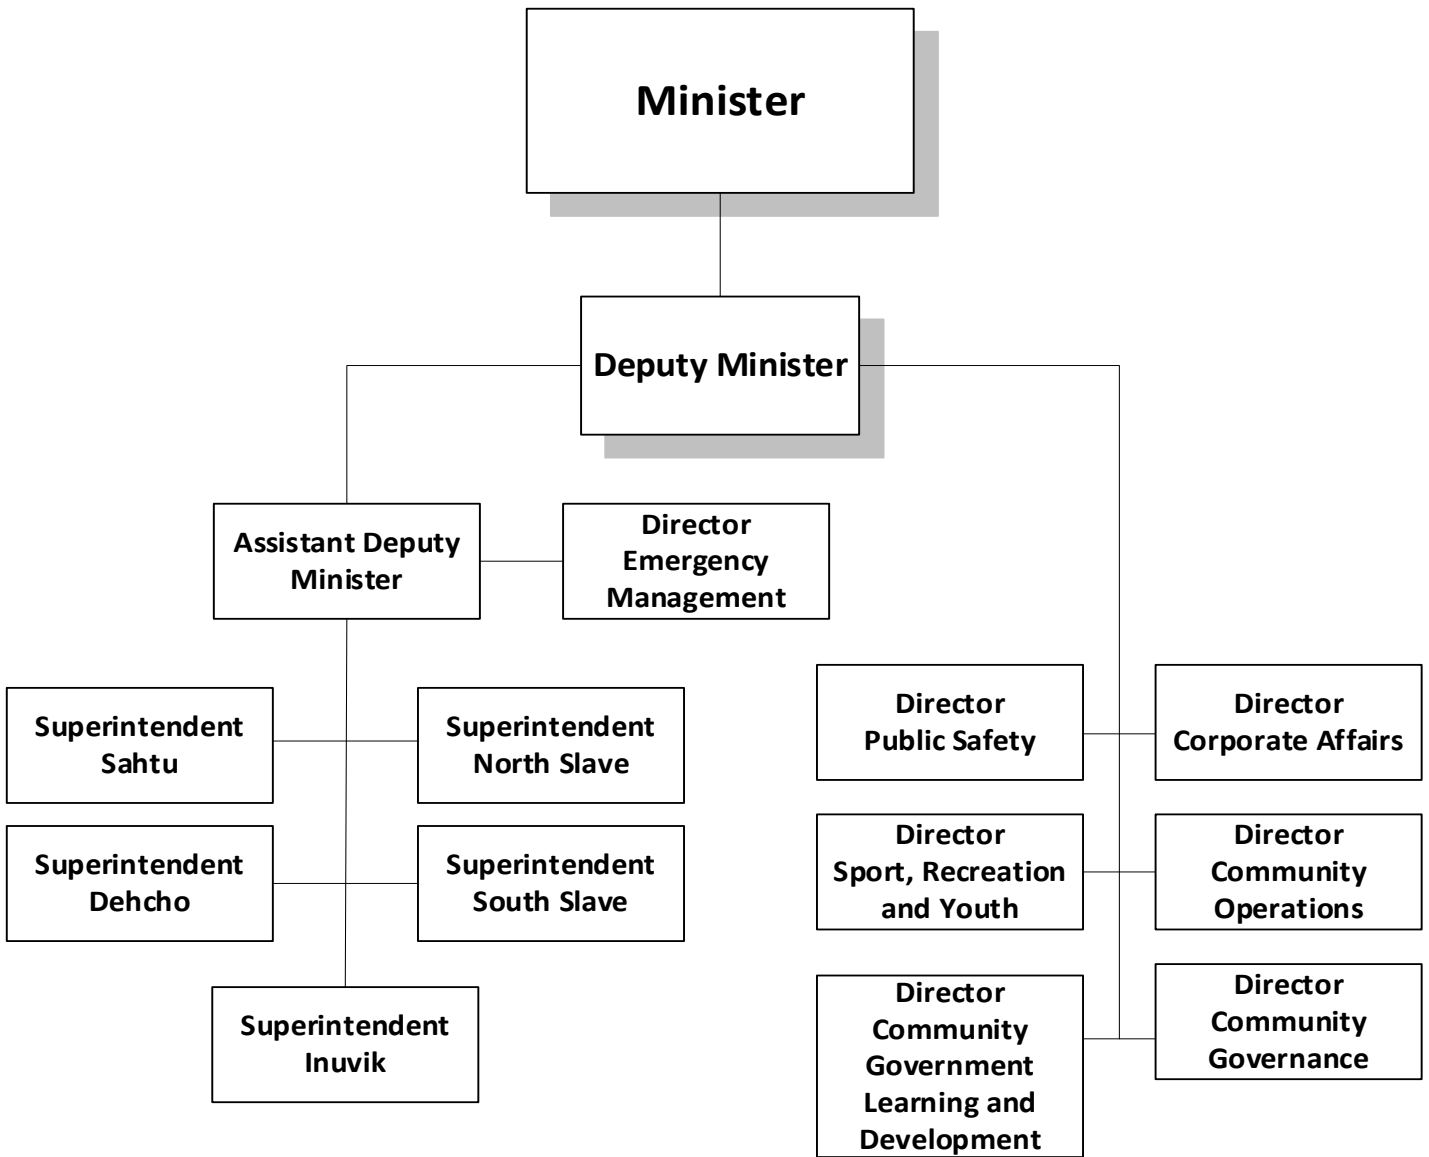 Minister
Deputy Minister
Assistant Deputy
Minister
Director
Emergency
Management
Superintendent
Sahtu
Superintendent
North Slave
Superintendent
Dehcho
Superintendent
South Slave
Superintendent
Inuvik
Director
Public Safety
Director
Corporate Affairs
Director
Sport, Recreation
and Youth
Director
Community
Operations
Director
Community
Government
Learning and
Development
Director
Community
Governance